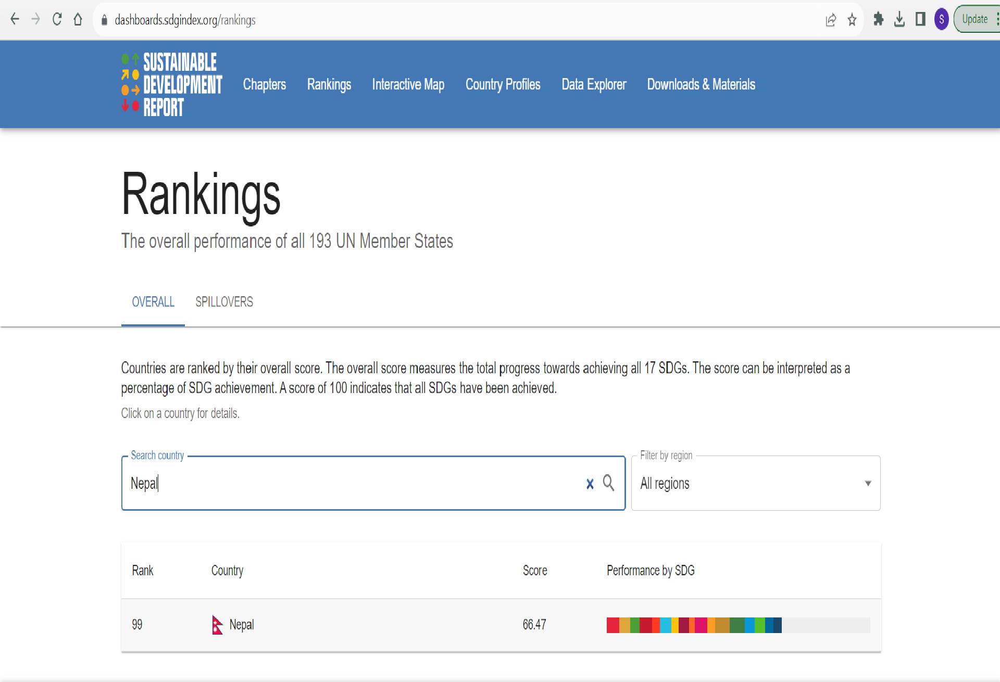 dashboards.sdgindex.org/rankings
S
Update
SUSTAINABLE
DEVELOPMENT
REPORT
Chapters
Rankings
Interactive Map
Country Profiles
Data Explorer
Downloads & Materials
Rankings
The overall performance of all 193 UN Member States
OVERALL
SPILLOVERS
Countries are ranked by their overall score. The overall score measures the total progress towards achieving all 17 SDGs. The score can be interpreted as a
percentage of SDG achievement. A score of 100 indicates that all SDGs have been achieved.
Click on a country for details.
Search country
Nepal
Filter by region
All regions
Rank Country Score Performance by SDG
99 Nepal 66.47